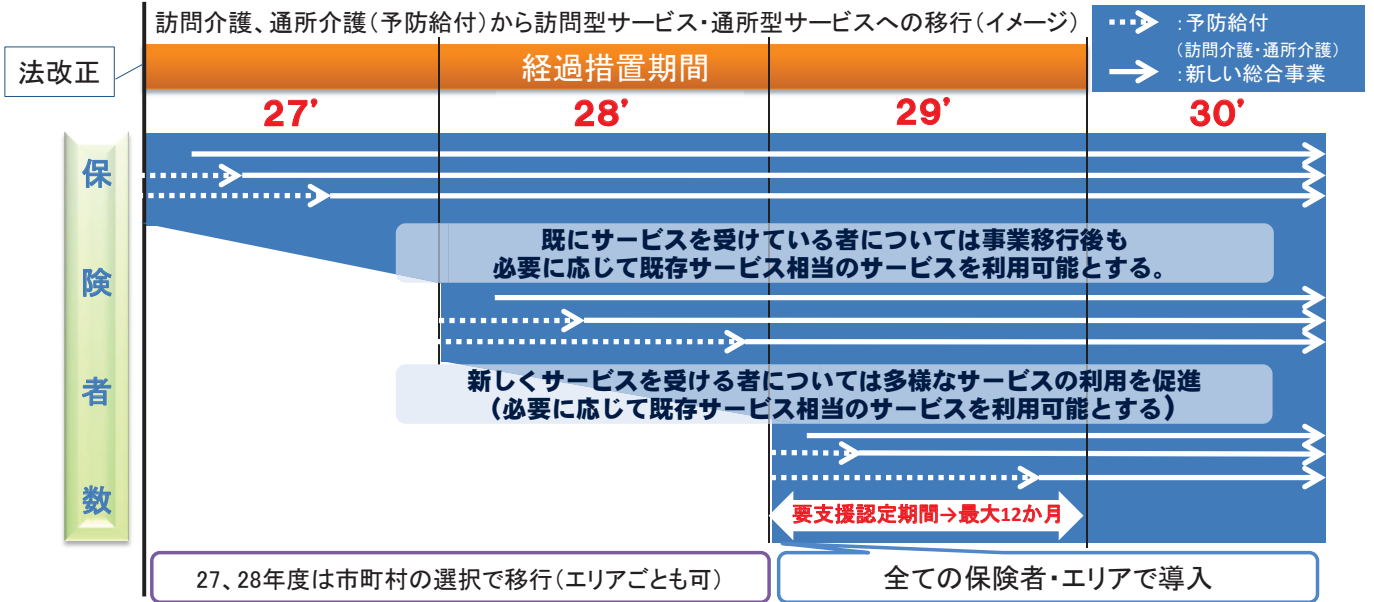 訪問介護、通所介護(予防給付)から訪問型サービス・通所型サービスへの移行(イメージ)
:予防給付
(訪問介護・通所介護)
:新しい総合事業
法改正
経過措置期間
27’
28’
29’
30’
保険者数
既にサービスを受けている者については事業移行後も
必要に応じて既存サービス相当のサービスを利用可能とする。
新しくサービスを受ける者については多様なサービスの利用を促進
(必要に応じて既存サービス相当のサービスを利用可能とする)
要支援認定期間→最大12か月
27、28年度は市町村の選択で移行(エリアごとも可)
全ての保険者・エリアで導入